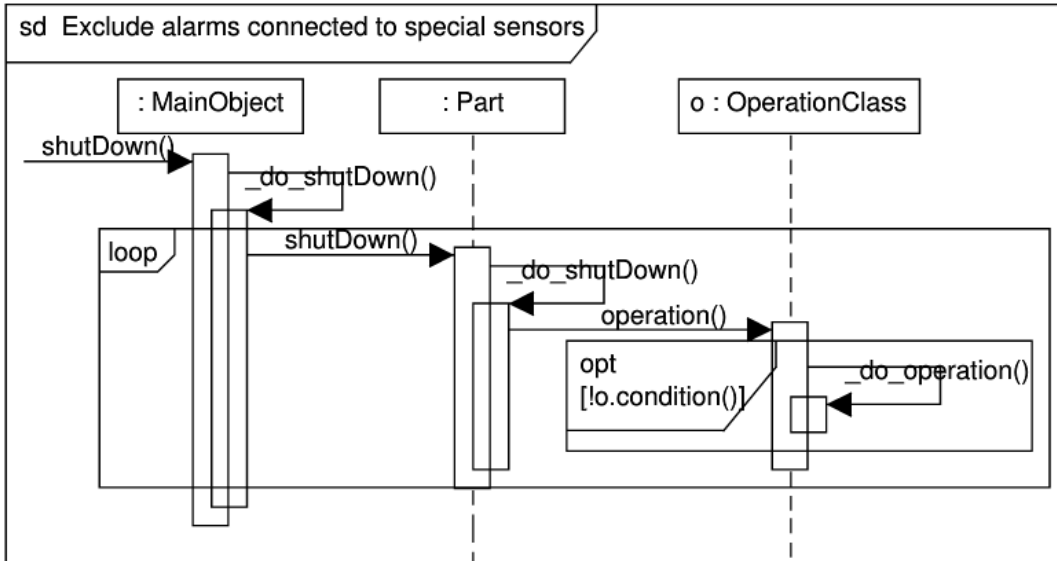 sd Exclude alarms connected to special sensors
: MainObject
: Part
o : OperationClass
shutDown()
_do_shutDown()
loop
shutDown()
_do_shutDown()
operation()
opt
[!o.condition()]
_do_operation()